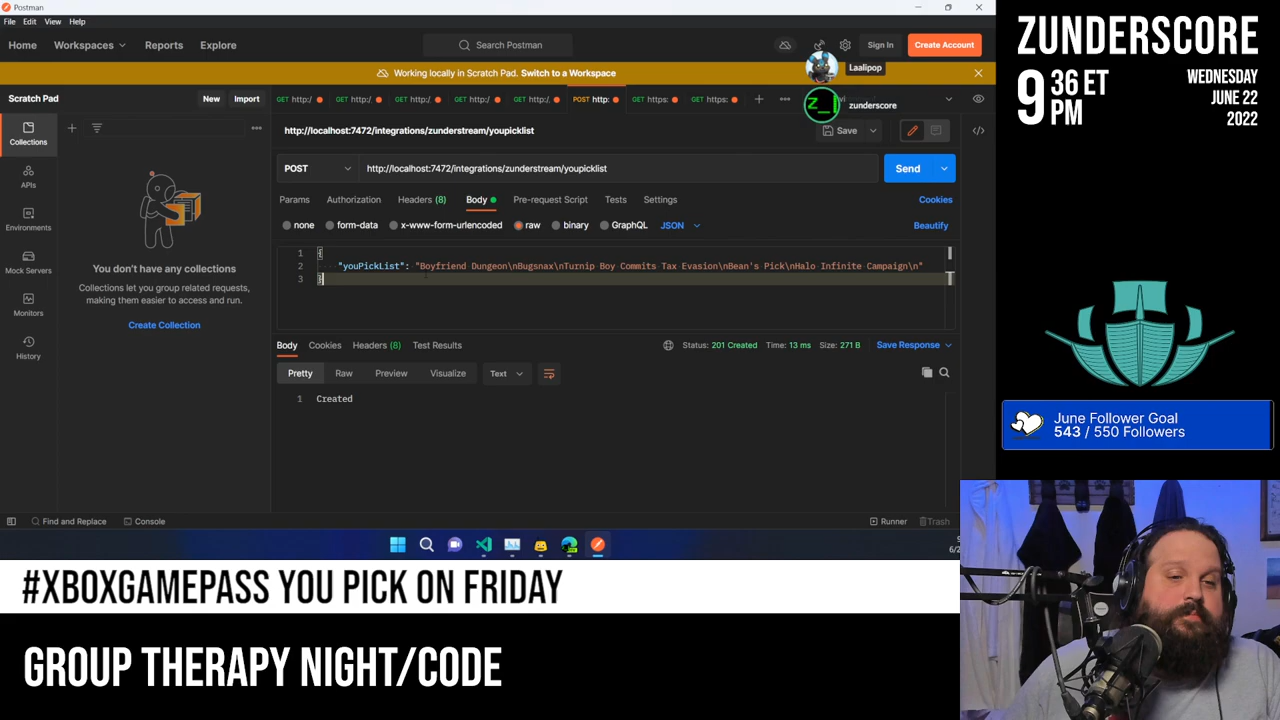 Postman
File Edit View Help
Home Workspaces Reports Explore
Search Postman
Sign In
Create Account
Working locally in Scratch Pad. Switch to a Workspace
Laalipop
Scratch Pad
New Import
GET http:/ GET http:/ GET http:/ GET http:/ GET http:/ POST http: GET https: GET https:
zunderscore
Collections
APIs
Environments
Mock Servers
Monitors
History
You don't have any collections
Collections let you group related requests,
making them easier to access and run.
Create Collection
http://localhost:7472/integrations/zunderstream/youpicklist
Save
POST http://localhost:7472/integrations/zunderstream/youpicklist
Send
Params Authorization Headers (8) Body Pre-request Script Tests Settings
Cookies
none form-data x-www-form-urlencoded raw binary GraphQL JSON
Beautify
1 {
2 "youPickList": "Boyfriend Dungeon\nBugsnax\nTurnip Boy Commits Tax Evasion\nBean's Pick\nHalo Infinite Campaign\n"
3 }
Body Cookies Headers (8) Test Results
Status: 201 Created Time: 13 ms Size: 271 B Save Response
Pretty Raw Preview Visualize Text
1 Created
Find and Replace Console
Runner Trash
ZUNDERSCORE
9 36 ET PM
WEDNESDAY
JUNE 22
2022
June Follower Goal
543 / 550 Followers
#XBOXGAMEPASS YOU PICK ON FRIDAY
GROUP THERAPY NIGHT/CODE